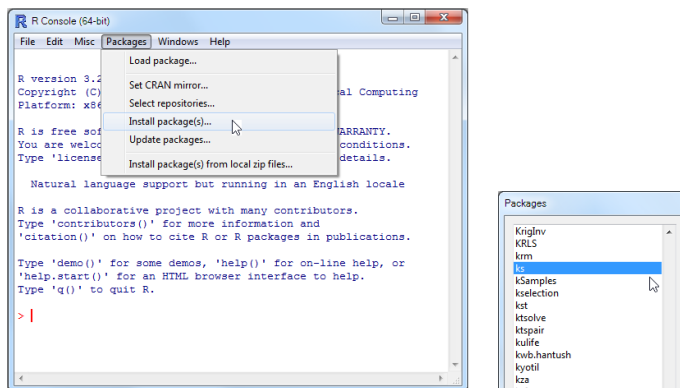 R Console (64-bit)
File Edit Misc Packages Windows Help
Load package...
Set CRAN mirror...
Select repositories...
Install package(s)...
Update packages...
Install package(s) from local zip files...
R version 3.2
Copyright (C) al Computing
Platform: x86
R is free sof ARRANTY.
You are welco conditions.
Type 'license details.
Natural language support but running in an English locale
R is a collaborative project with many contributors.
Type 'contributors()' for more information and
'citation()' on how to cite R or R packages in publications.
Type 'demo()' for some demos, 'help()' for on-line help, or
'help.start()' for an HTML browser interface to help.
Type 'q()' to quit R.
>
Packages
KrigInv
KRLS
krm
ks
kSamples
kselection
kst
ktsolve
ktspair
kulife
kwb.hantush
kyotil
kza